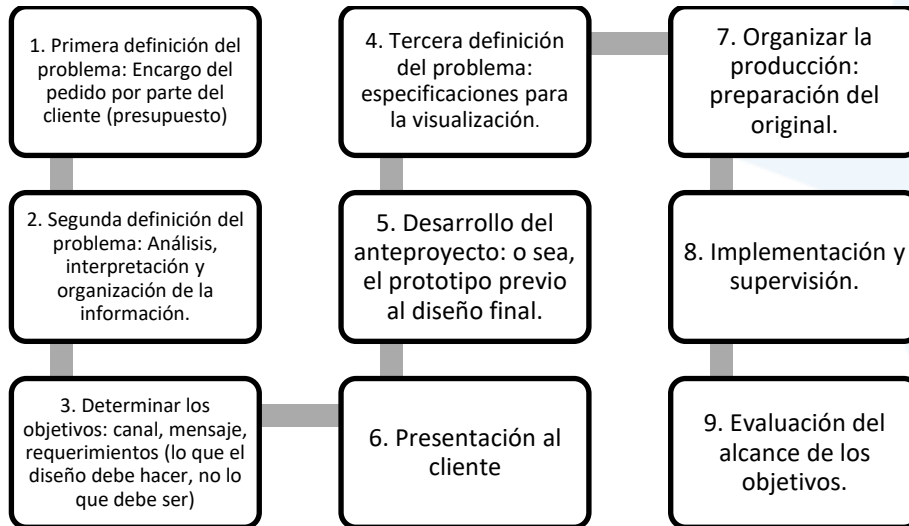 1. Primera definición del
problema: Encargo del
pedido por parte del
cliente (presupuesto)
2. Segunda definición del
problema: Análisis,
interpretación y
organización de la
información.
3. Determinar los
objetivos: canal, mensaje,
requerimientos (lo que el
diseño debe hacer, no lo
que debe ser)
4. Tercera definición
del problema:
especificaciones para
la visualización.
5. Desarrollo del
anteproyecto: o sea,
el prototipo previo
al diseño final.
6. Presentación al
cliente
7. Organizar la
producción:
preparación del
original.
8. Implementación y
supervisión.
9. Evaluación del
alcance de los
objetivos.